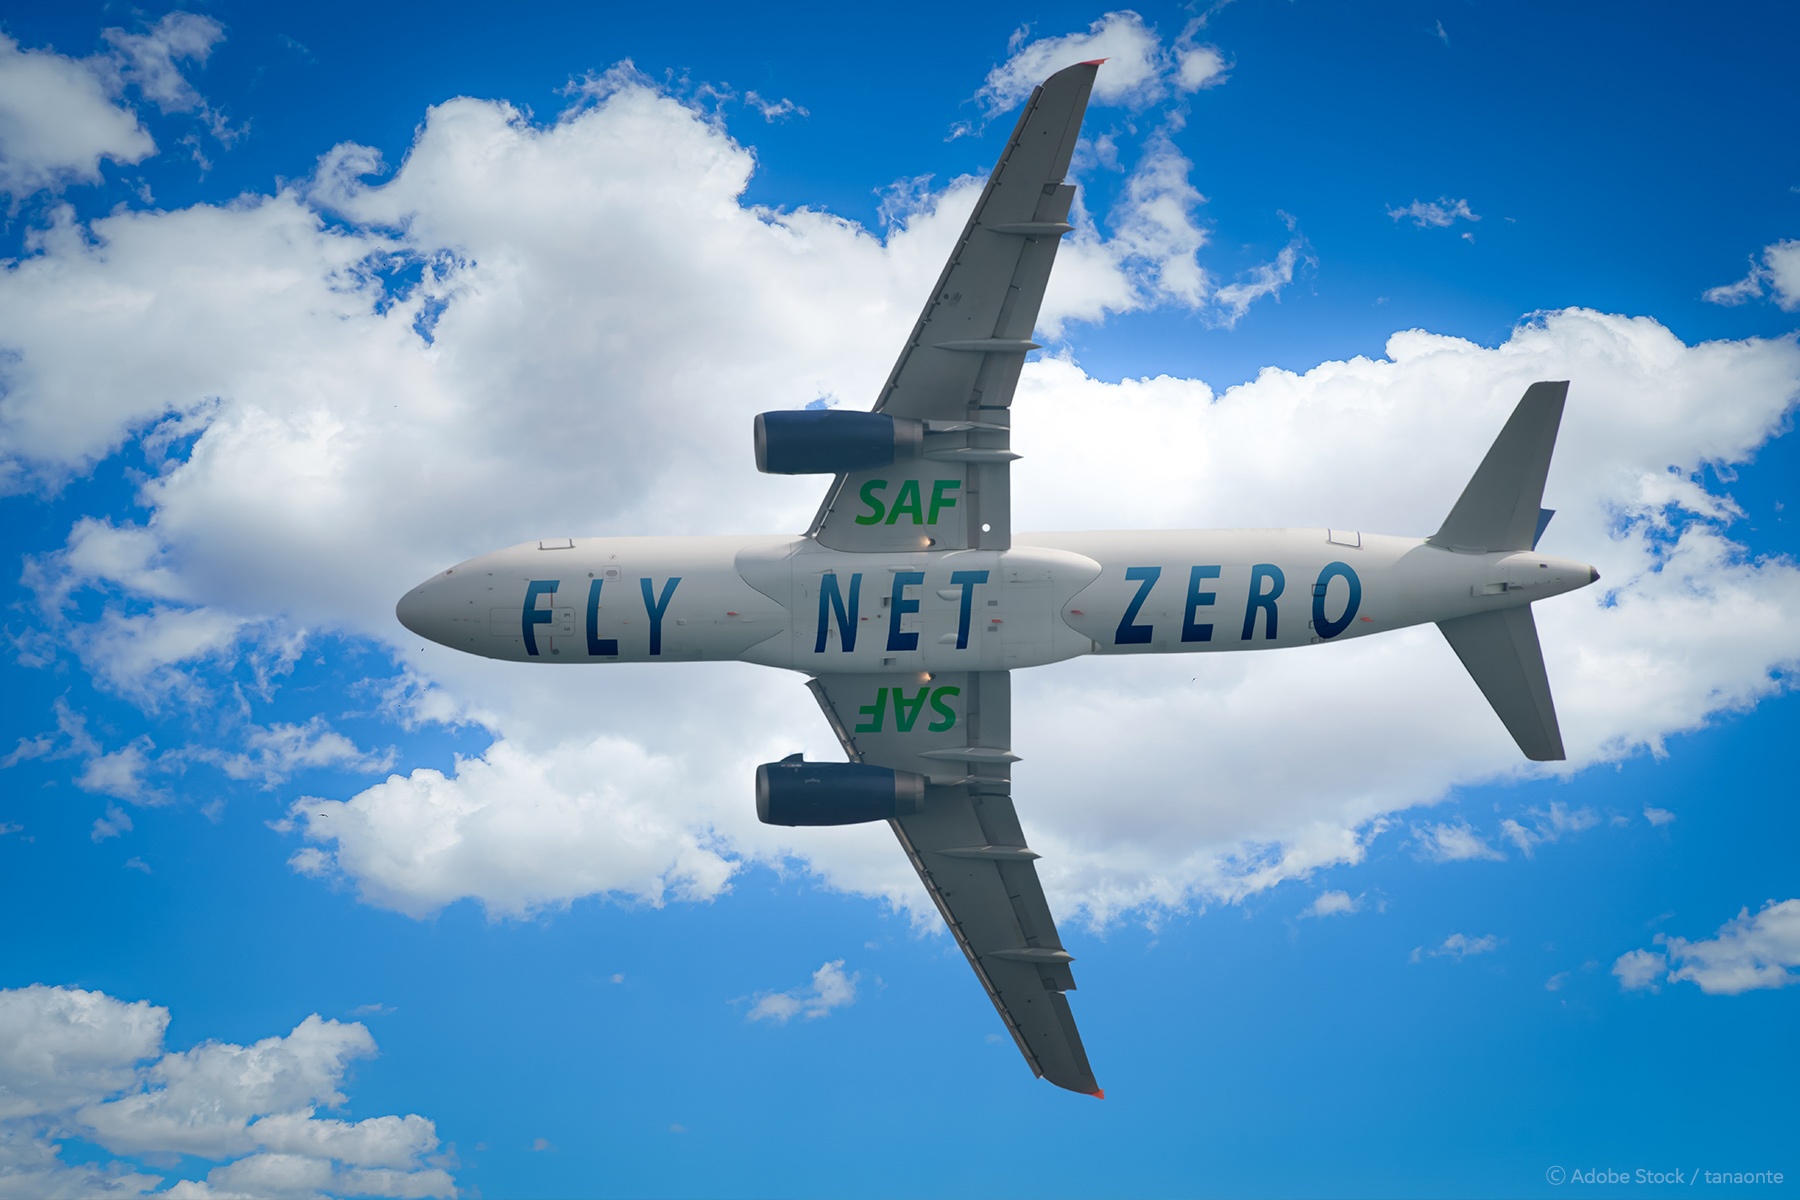 SAF
FLY NET ZERO
SAF
© Adobe Stock / tanaonte